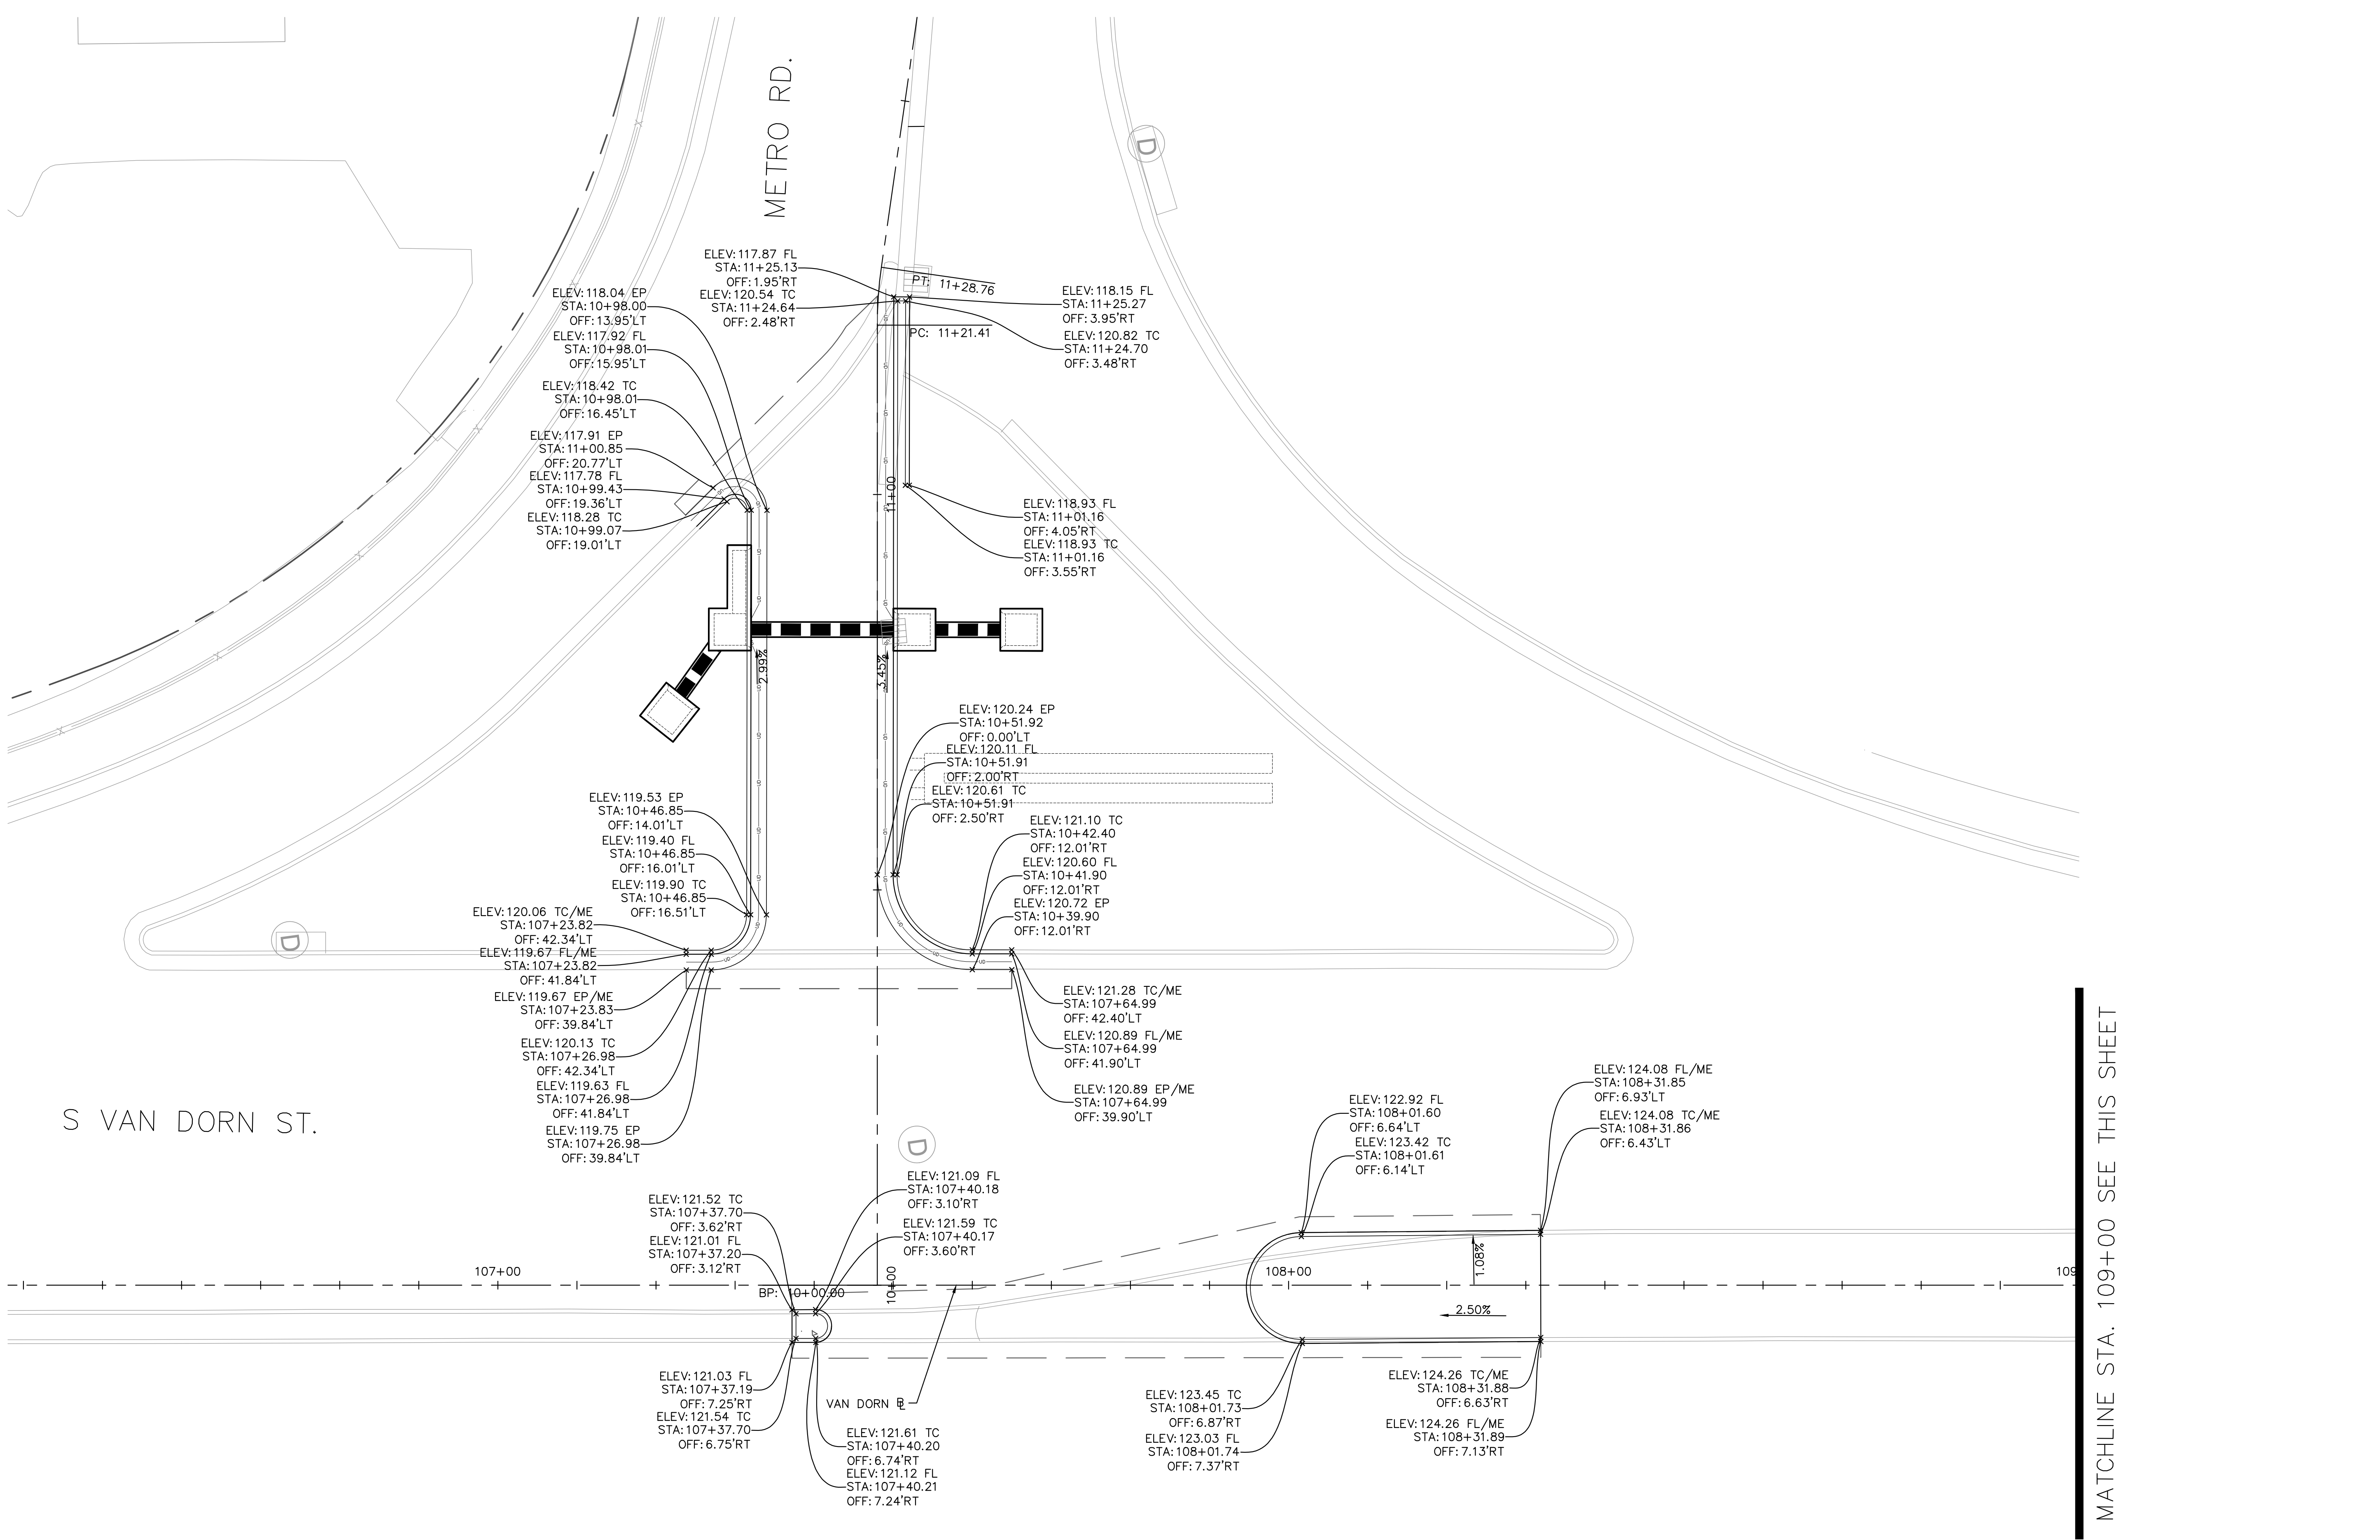 METRO RD.
D
ELEV: 117.87 FL
STA: 11+25.13
OFF: 1.95'RT
ELEV: 120.54 TC
STA: 11+24.64
OFF: 2.48'RT
PT: 11+28.76
PC: 11+21.41
ELEV: 118.15 FL
STA: 11+25.27
OFF: 3.95'RT
ELEV: 120.82 TC
STA: 11+24.70
OFF: 3.48'RT
ELEV: 118.04 EP
STA: 10+98.00
OFF: 13.95'LT
ELEV: 117.92 FL
STA: 10+98.01
OFF: 15.95'LT
ELEV: 118.42 TC
STA: 10+98.01
OFF: 16.45'LT
ELEV: 117.91 EP
STA: 11+00.85
OFF: 20.77'LT
ELEV: 117.78 FL
STA: 10+99.43
OFF: 19.36'LT
ELEV: 118.28 TC
STA: 10+99.07
OFF: 19.01'LT
11+00
ELEV: 118.93 FL
STA: 11+01.16
OFF: 4.05'RT
ELEV: 118.93 TC
STA: 11+01.16
OFF: 3.55'RT
2.99%
3.45%
ELEV: 120.24 EP
STA: 10+51.92
OFF: 0.00'LT
ELEV: 120.11 FL
STA: 10+51.91
OFF: 2.00'RT
ELEV: 120.61 TC
STA: 10+51.91
OFF: 2.50'RT
ELEV: 121.10 TC
STA: 10+42.40
OFF: 12.01'RT
ELEV: 120.60 FL
STA: 10+41.90
OFF: 12.01'RT
ELEV: 120.72 EP
STA: 10+39.90
OFF: 12.01'RT
ELEV: 119.53 EP
STA: 10+46.85
OFF: 14.01'LT
ELEV: 119.40 FL
STA: 10+46.85
OFF: 16.01'LT
ELEV: 119.90 TC
STA: 10+46.85
OFF: 16.51'LT
D
ELEV: 120.06 TC/ME
STA: 107+23.82
OFF: 42.34'LT
ELEV: 119.67 FL/ME
STA: 107+23.82
OFF: 41.84'LT
ELEV: 119.67 EP/ME
STA: 107+23.83
OFF: 39.84'LT
ELEV: 120.13 TC
STA: 107+26.98
OFF: 42.34'LT
ELEV: 119.63 FL
STA: 107+26.98
OFF: 41.84'LT
ELEV: 119.75 EP
STA: 107+26.98
OFF: 39.84'LT
ELEV: 121.28 TC/ME
STA: 107+64.99
OFF: 42.40'LT
ELEV: 120.89 FL/ME
STA: 107+64.99
OFF: 41.90'LT
ELEV: 120.89 EP/ME
STA: 107+64.99
OFF: 39.90'LT
S VAN DORN ST.
D
ELEV: 121.09 FL
STA: 107+40.18
OFF: 3.10'RT
ELEV: 121.59 TC
STA: 107+40.17
OFF: 3.60'RT
ELEV: 121.52 TC
STA: 107+37.70
OFF: 3.62'RT
ELEV: 121.01 FL
STA: 107+37.20
OFF: 3.12'RT
ELEV: 122.92 FL
STA: 108+01.60
OFF: 6.64'LT
ELEV: 123.42 TC
STA: 108+01.61
OFF: 6.14'LT
ELEV: 124.08 FL/ME
STA: 108+31.85
OFF: 6.93'LT
ELEV: 124.08 TC/ME
STA: 108+31.86
OFF: 6.43'LT
107+00
BP: 10+00.00
10+00
108+00
109
1.08%
2.50%
ELEV: 121.03 FL
STA: 107+37.19
OFF: 7.25'RT
ELEV: 121.54 TC
STA: 107+37.70
OFF: 6.75'RT
VAN DORN BL
ELEV: 121.61 TC
STA: 107+40.20
OFF: 6.74'RT
ELEV: 121.12 FL
STA: 107+40.21
OFF: 7.24'RT
ELEV: 123.45 TC
STA: 108+01.73
OFF: 6.87'RT
ELEV: 123.03 FL
STA: 108+01.74
OFF: 7.37'RT
ELEV: 124.26 TC/ME
STA: 108+31.88
OFF: 6.63'RT
ELEV: 124.26 FL/ME
STA: 108+31.89
OFF: 7.13'RT
MATCHLINE STA. 109+00 SEE THIS SHEET